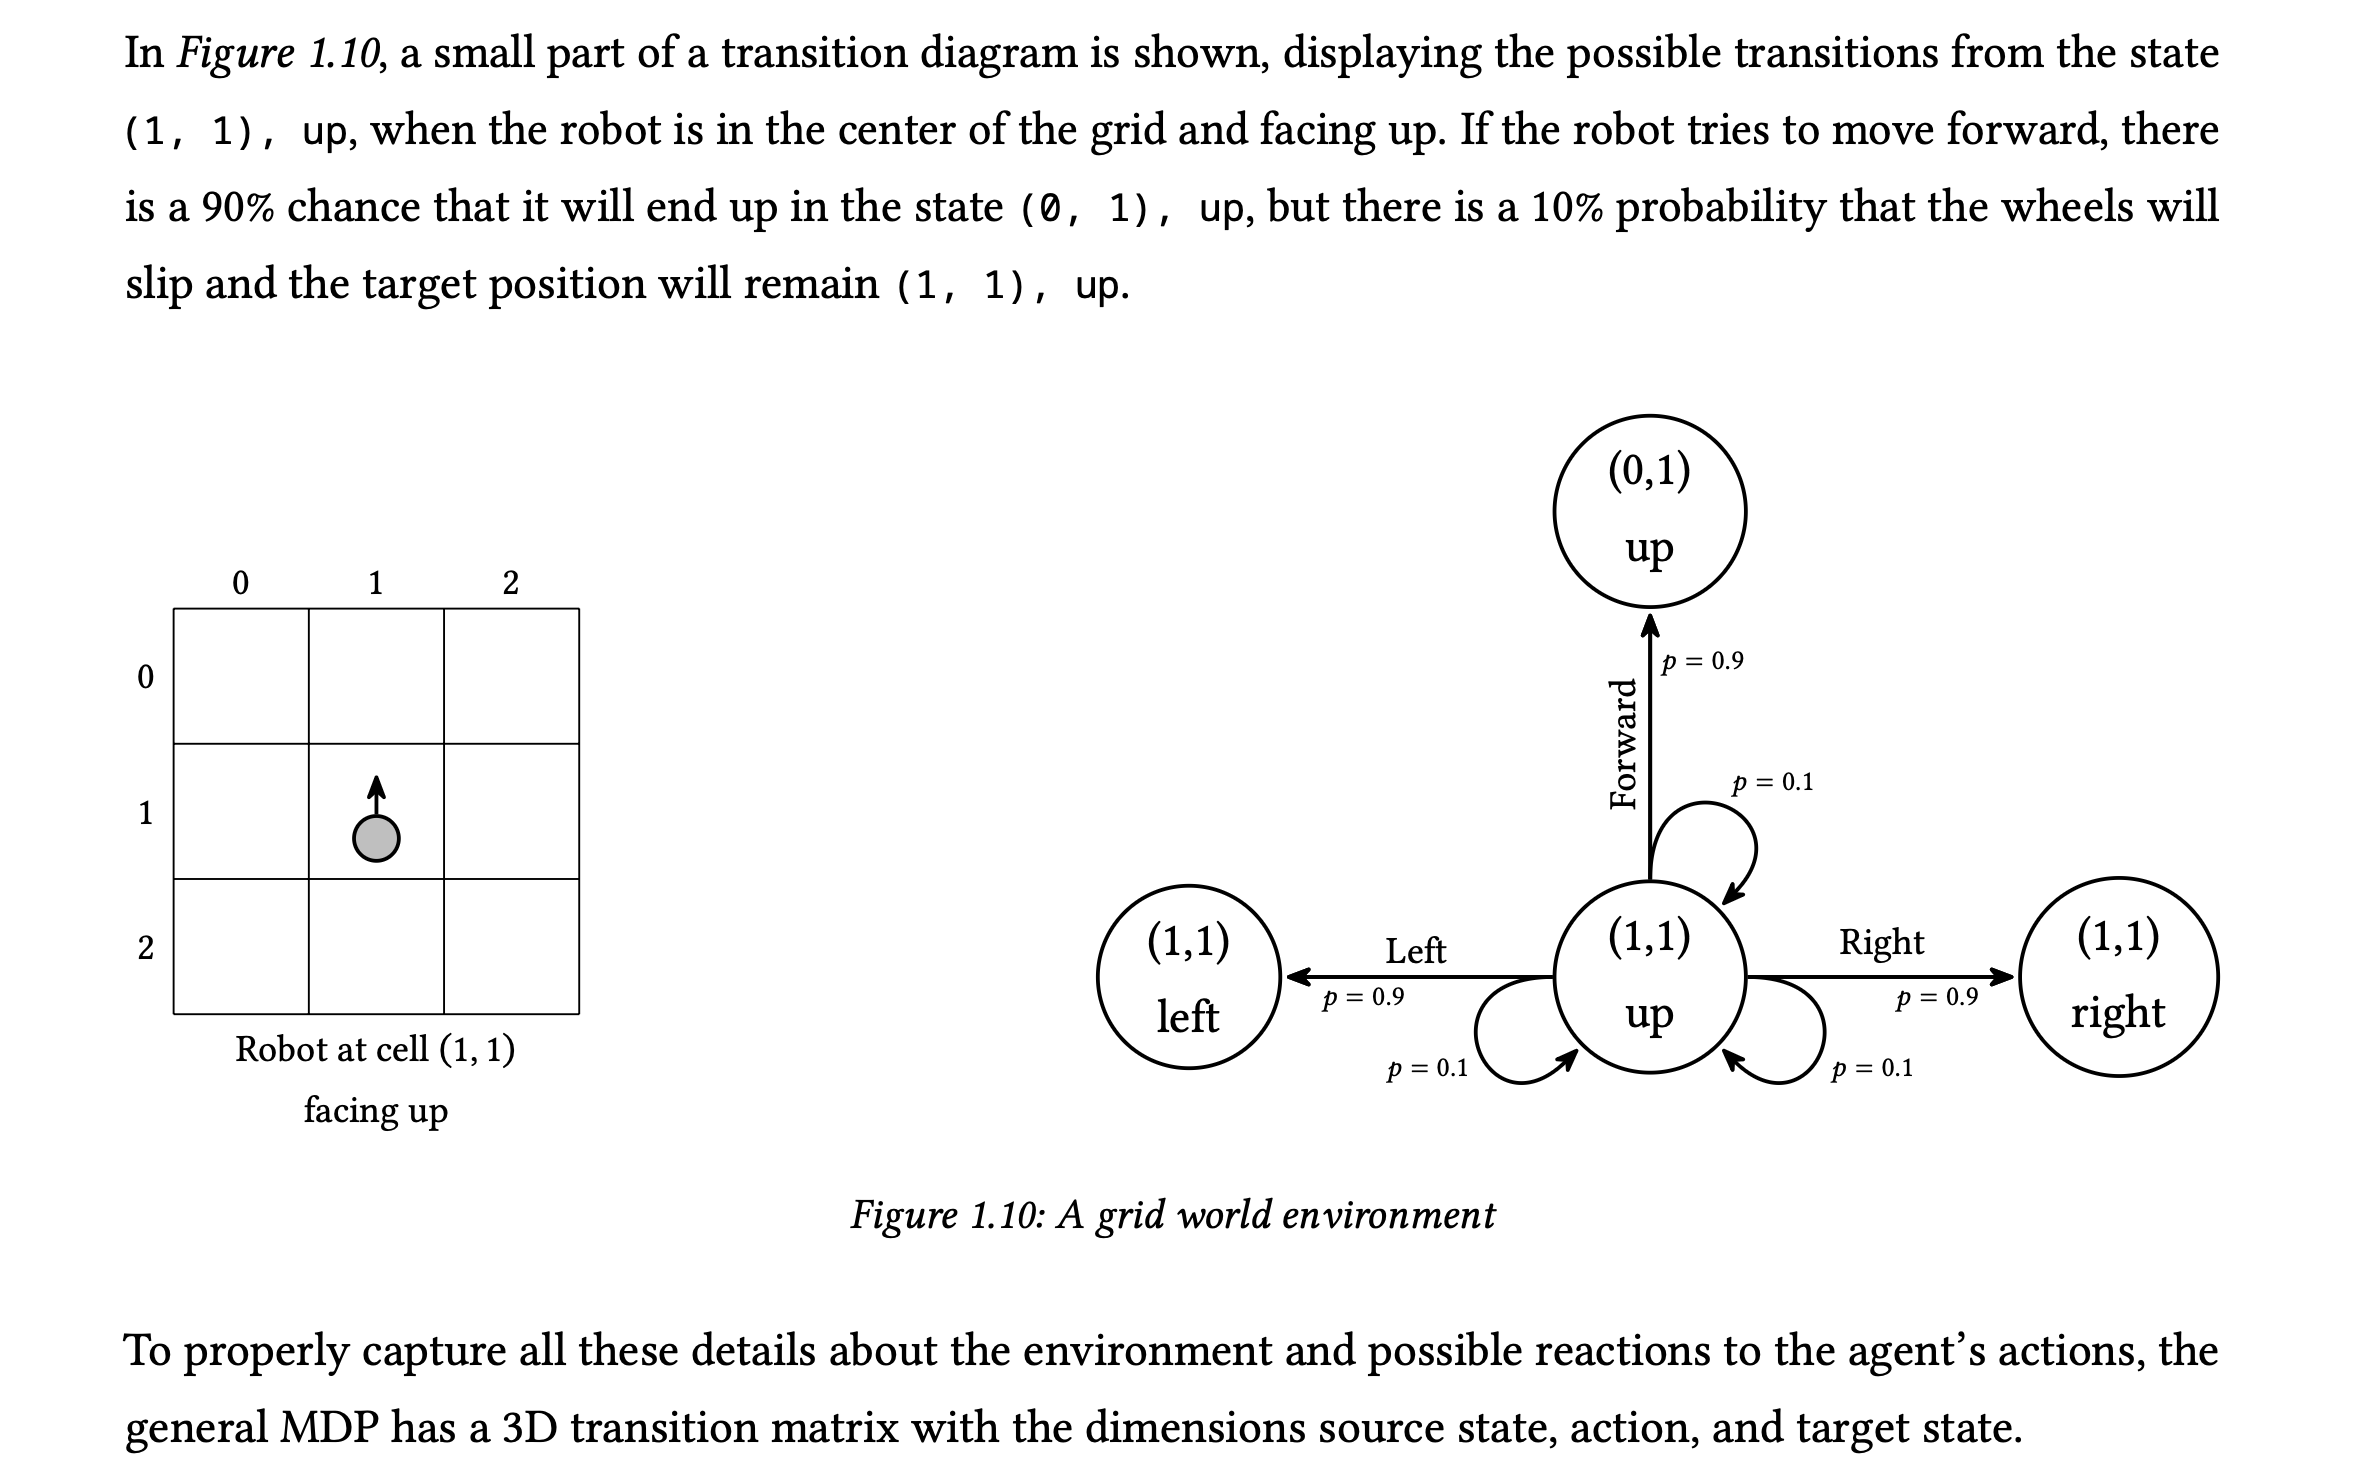 In Figure 1.10, a small part of a transition diagram is shown, displaying the possible transitions from the state
(1, 1), up, when the robot is in the center of the grid and facing up. If the robot tries to move forward, there
is a 90% chance that it will end up in the state (0, 1), up, but there is a 10% probability that the wheels will
slip and the target position will remain (1, 1), up.
0 1 2
0
1
2
Robot at cell (1, 1)
facing up
(0,1)
up
p = 0.9
Forward
p = 0.1
(1,1)
left
Left
p = 0.9
p = 0.1
(1,1)
up
Right
p = 0.9
p = 0.1
(1,1)
right
Figure 1.10: A grid world environment
To properly capture all these details about the environment and possible reactions to the agent’s actions, the
general MDP has a 3D transition matrix with the dimensions source state, action, and target state.